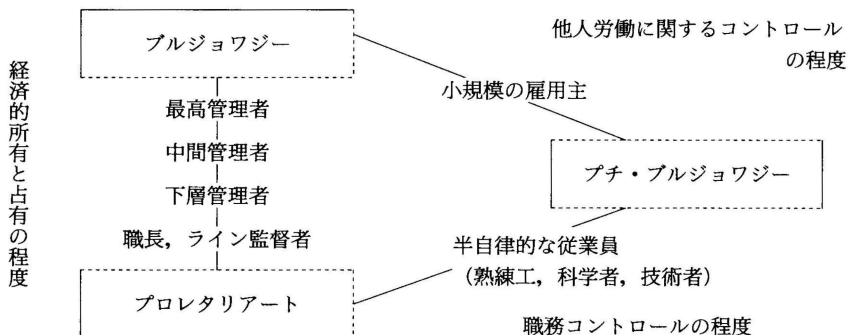 ブルジョワジー
他人労働に関するコントロール
の程度
経済的所有と占有の程度
小規模の雇用主
最高管理者
中間管理者
下層管理者
プチ・ブルジョワジー
職長，ライン監督者
半自律的な従業員
（熟練工，科学者，技術者）
プロレタリアート
職務コントロールの程度